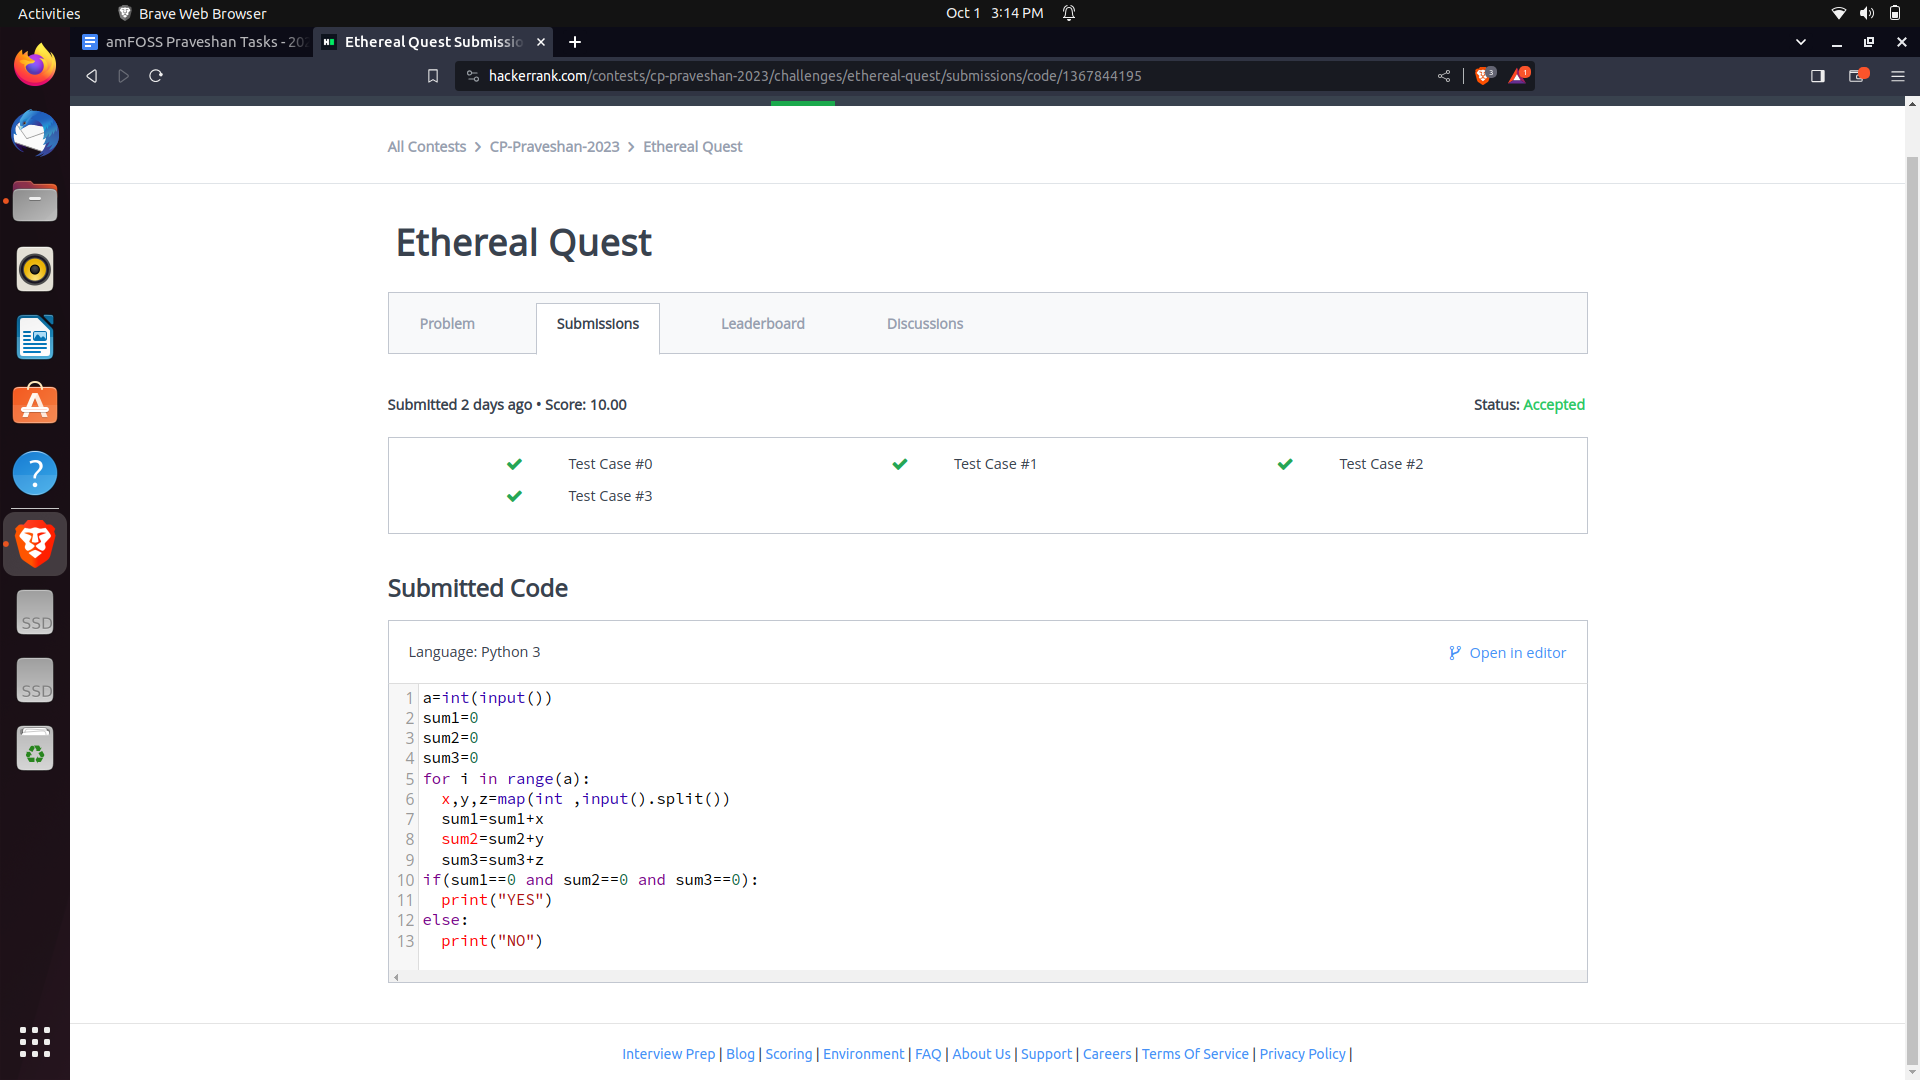 Activities
Brave Web Browser
Oct 1 3:14 PM
amFOSS Praveshan Tasks - 202
Ethereal Quest Submissio
hackerrank.com/contests/cp-praveshan-2023/challenges/ethereal-quest/submissions/code/1367844195
3
1
All Contests > CP-Praveshan-2023 > Ethereal Quest
Ethereal Quest
Problem
Submissions
Leaderboard
Discussions
Submitted 2 days ago • Score: 10.00
Status: Accepted
Test Case #0
Test Case #1
Test Case #2
Test Case #3
Submitted Code
Language: Python 3
Open in editor
1 a=int(input())
2 sum1=0
3 sum2=0
4 sum3=0
5 for i in range(a):
6   x,y,z=map(int ,input().split())
7   sum1=sum1+x
8   sum2=sum2+y
9   sum3=sum3+z
10 if(sum1==0 and sum2==0 and sum3==0):
11   print("YES")
12 else:
13   print("NO")
SSD
SSD
Interview Prep | Blog | Scoring | Environment | FAQ | About Us | Support | Careers | Terms Of Service | Privacy Policy |